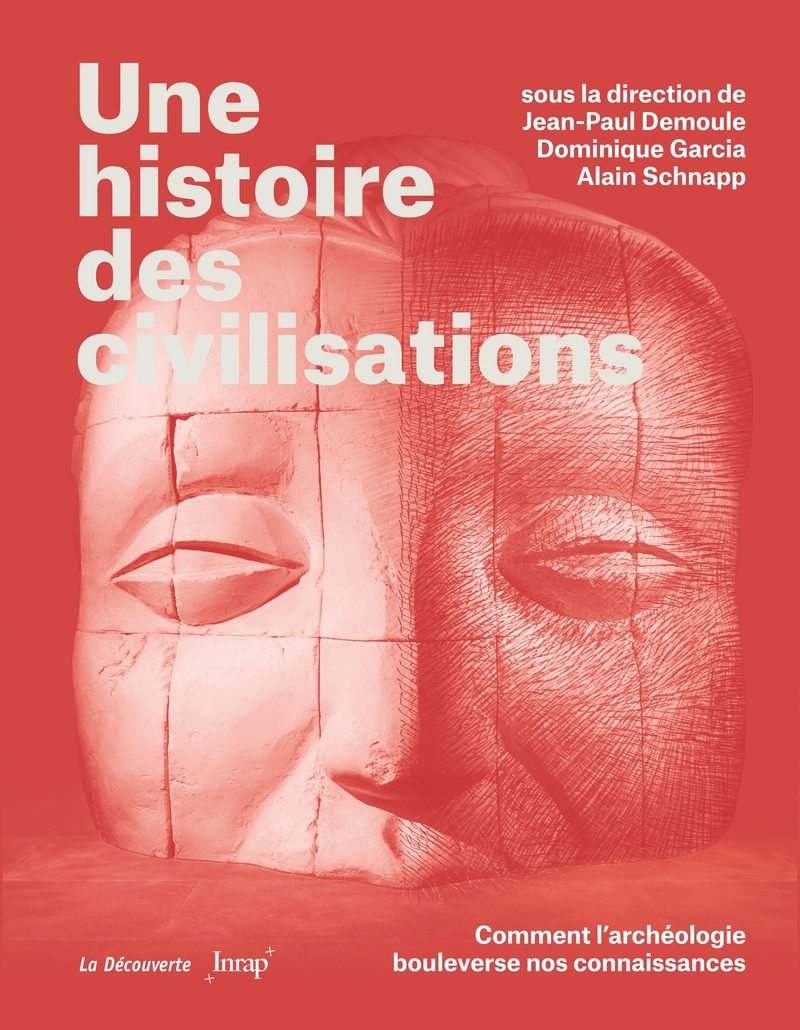 Une
histoire
des
civilisations
sous la direction de
Jean-Paul Demoule
Dominique Garcia
Alain Schnapp
Comment l’archéologie
bouleverse nos connaissances
La Découverte
Inrap